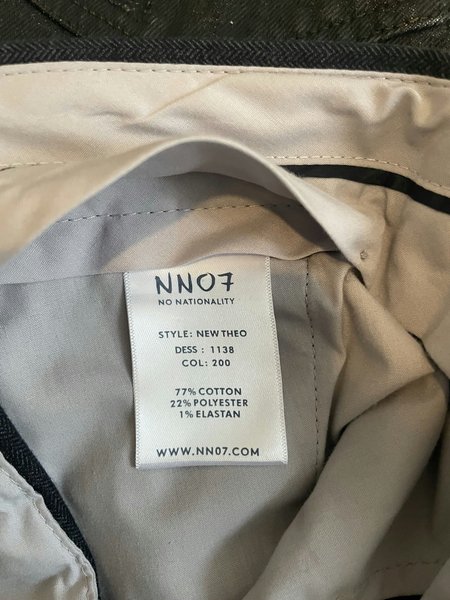 NN07
NO NATIONALITY
STYLE: NEW THEO
DESS : 1138
COL: 200
77% COTTON
22% POLYESTER
1% ELASTAN
WWW.NN07.COM